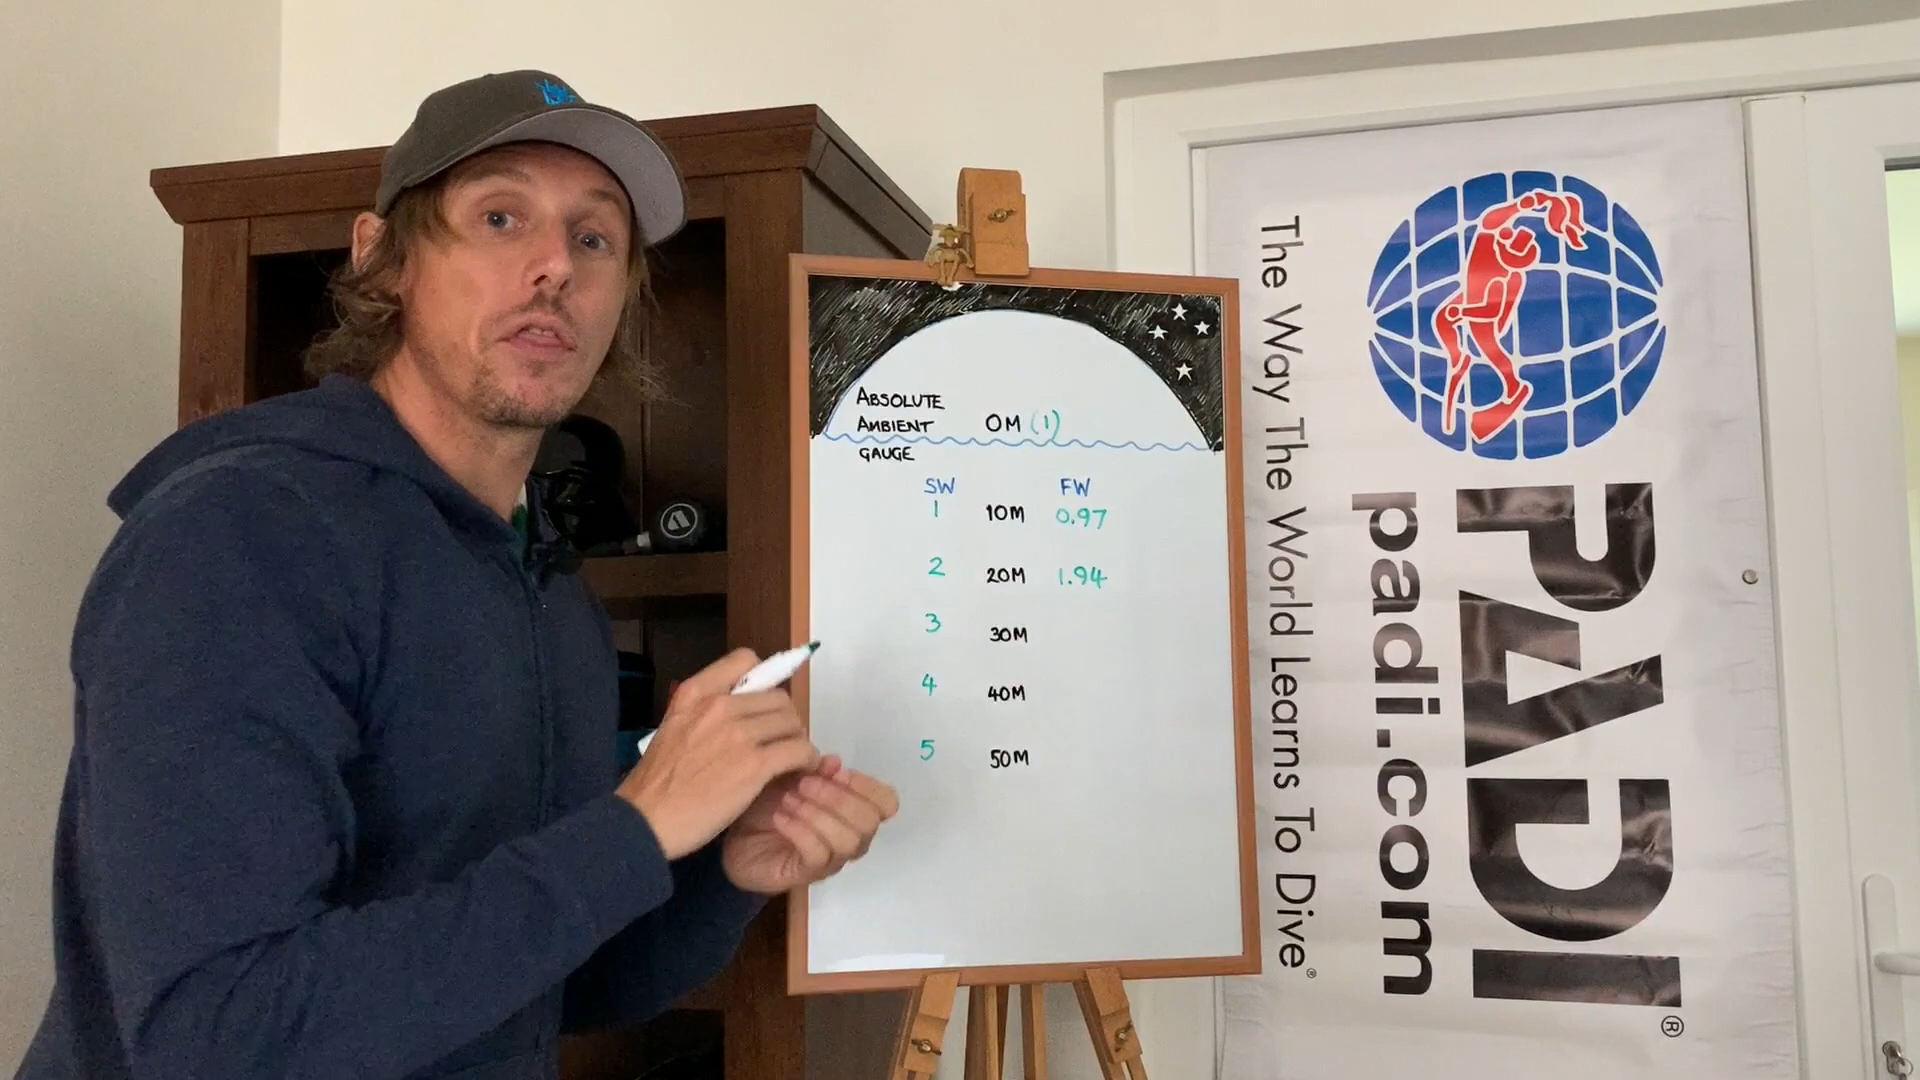 ABSOLUTE
AMBIENT 0M (1)
GAUGE
SW FW
1 10M 0.97
2 20M 1.94
3 30M
4 40M
5 50M
The Way The World Learns To Dive®
padi.com
PADI®